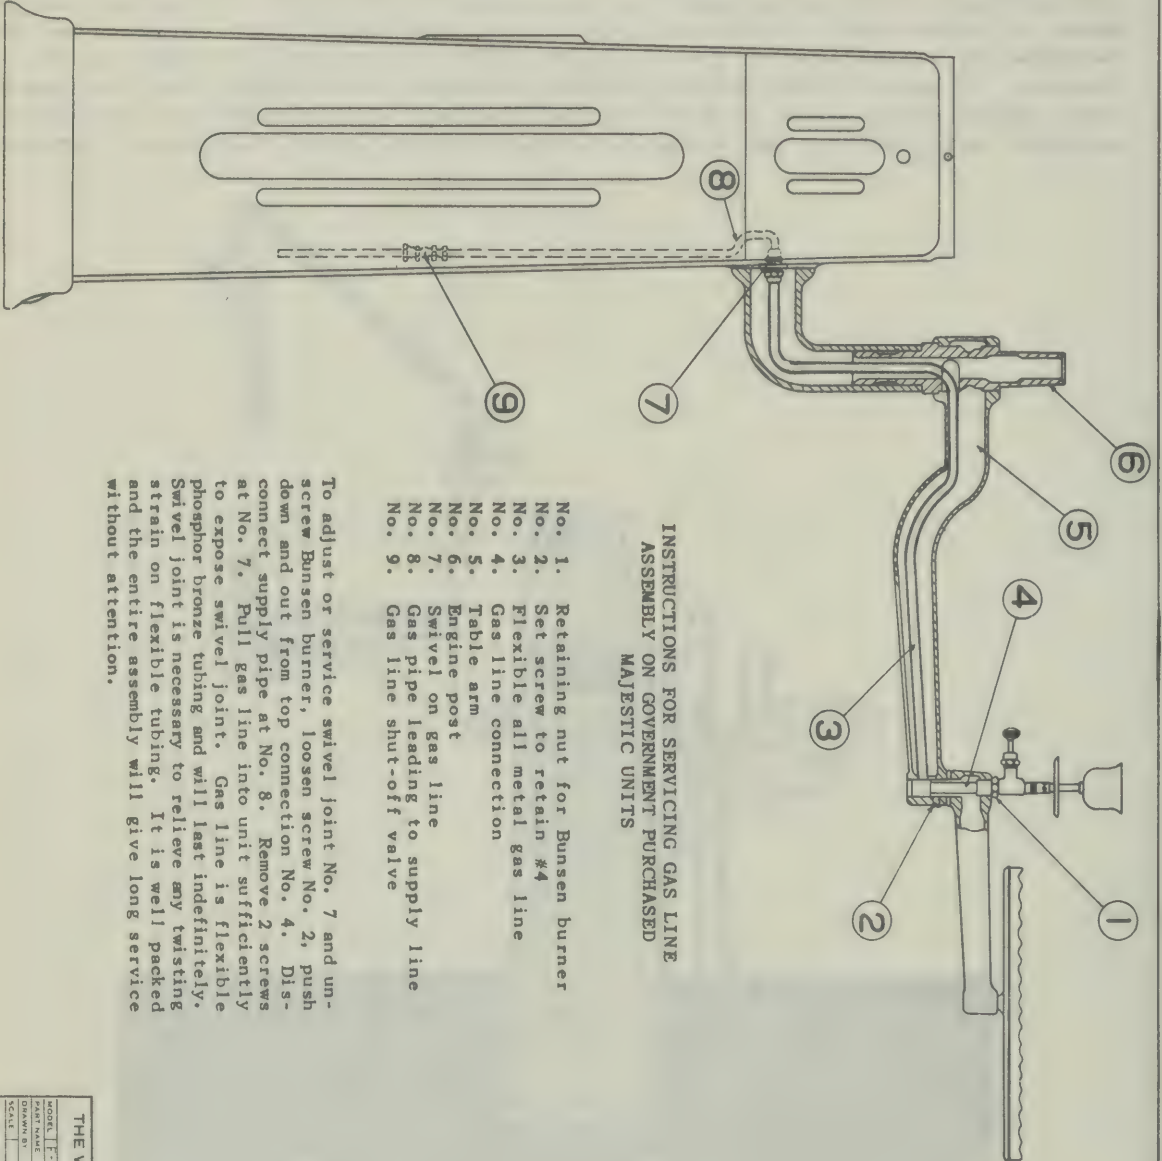 INSTRUCTIONS FOR SERVICING GAS LINE
ASSEMBLY ON GOVERNMENT PURCHASED
MAJESTIC UNITS
No. 1. Retaining nut for Bunsen burner
No. 2. Set screw to retain #4
No. 3. Flexible all metal gas line
No. 4. Gas line connection
No. 5. Table arm
No. 6. Engine post
No. 7. Swivel on gas line
No. 8. Gas pipe leading to supply line
No. 9. Gas line shut-off valve
To adjust or service swivel joint No. 7 and un-
screw Bunsen burner, loosen screw No. 2, push
down and out from top connection No. 4. Dis-
connect supply pipe at No. 8. Remove 2 screws
at No. 7. Pull gas line into unit sufficiently
to expose swivel joint. Gas line is flexible
phosphor bronze tubing and will last indefinitely.
Swivel joint is necessary to relieve any twisting
strain on flexible tubing. It is well packed
and the entire assembly will give long service
without attention.
1
2
3
4
5
6
7
8
9
THE
MODEL
PART NAME
DRAWN BY
SCALE